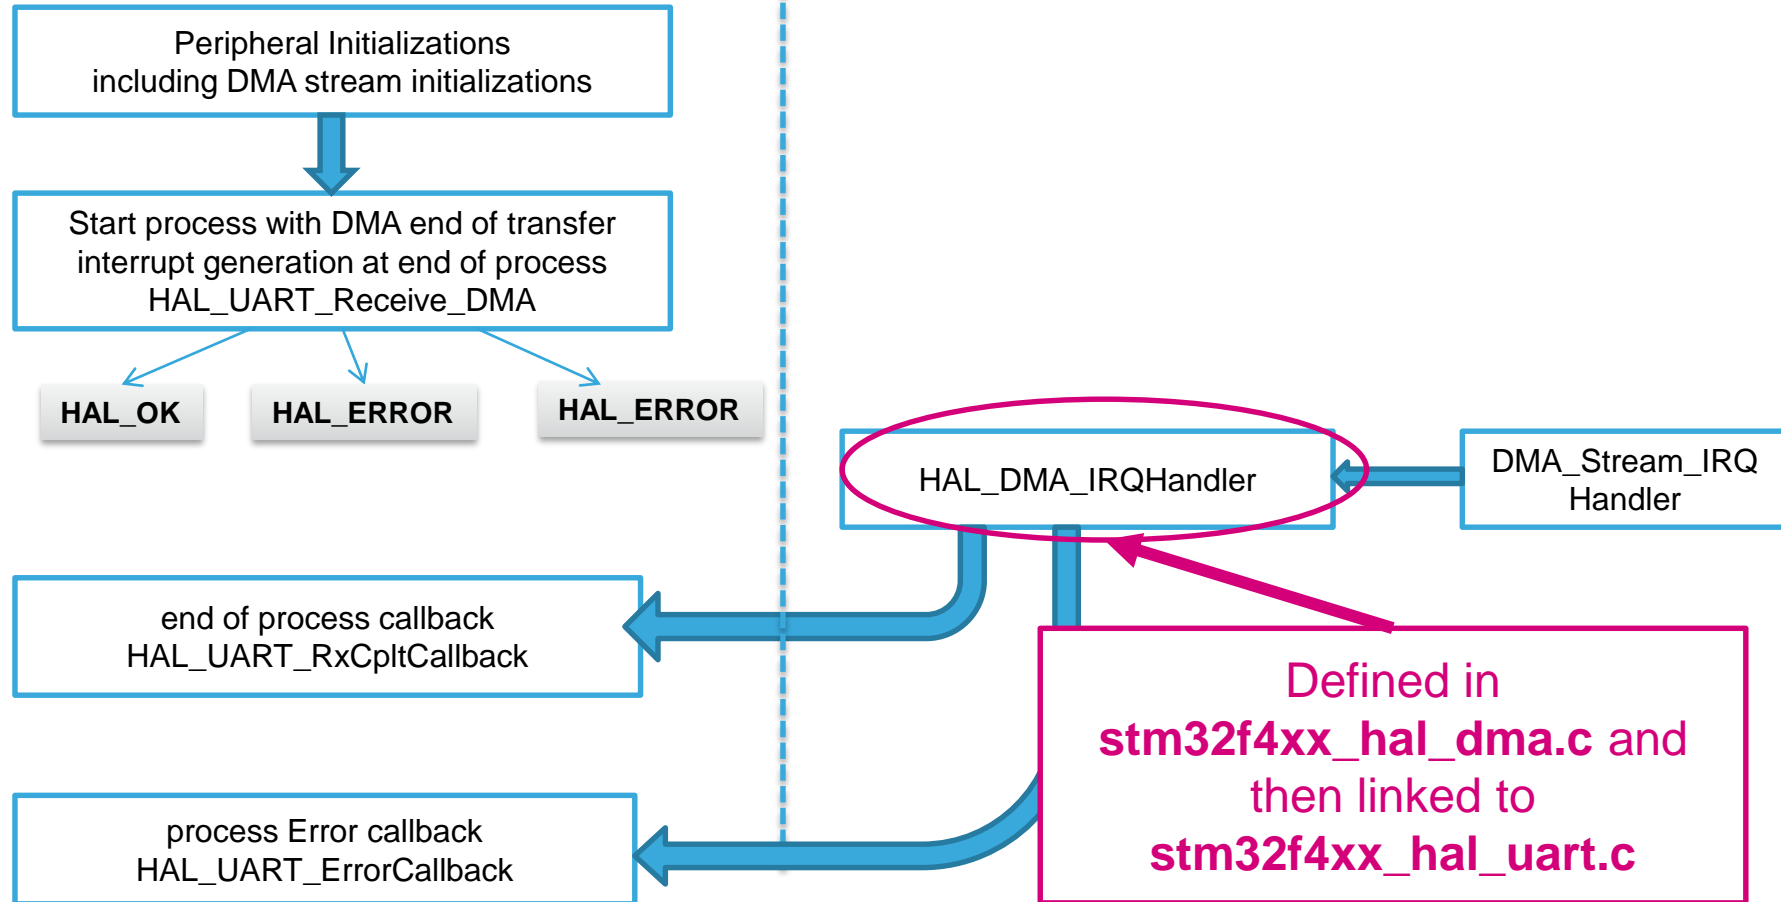 Peripheral Initializations
including DMA stream initializations
Start process with DMA end of transfer
interrupt generation at end of process
HAL_UART_Receive_DMA
HAL_OK
HAL_ERROR
HAL_ERROR
HAL_DMA_IRQHandler
DMA_Stream_IRQ
Handler
end of process callback
HAL_UART_RxCpltCallback
Defined in
stm32f4xx_hal_dma.c and
then linked to
stm32f4xx_hal_uart.c
process Error callback
HAL_UART_ErrorCallback